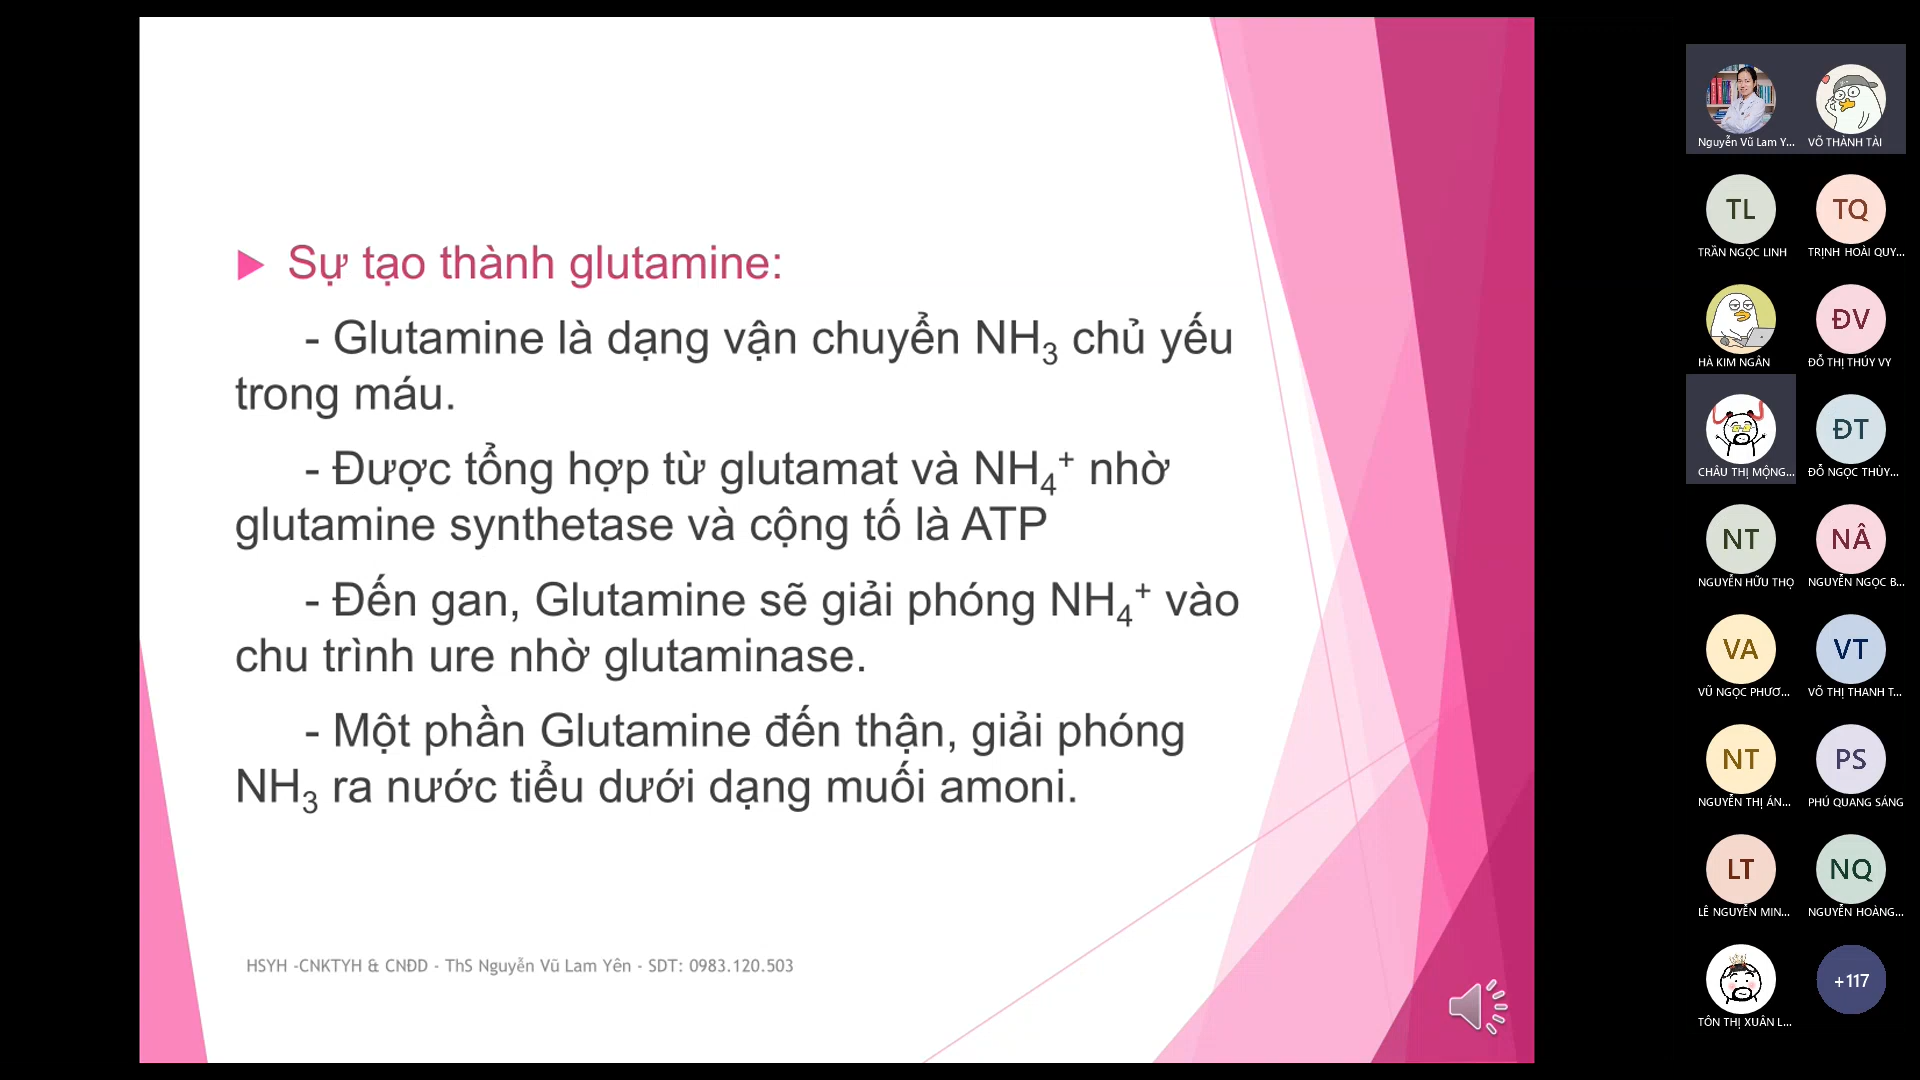 Sự tạo thành glutamine:
- Glutamine là dạng vận chuyển NH₃ chủ yếu
trong máu.
- Được tổng hợp từ glutamat và NH₄⁺ nhờ
glutamine synthetase và cộng tố là ATP
- Đến gan, Glutamine sẽ giải phóng NH₄⁺ vào
chu trình ure nhờ glutaminase.
- Một phần Glutamine đến thận, giải phóng
NH₃ ra nước tiểu dưới dạng muối amoni.
HSYH -CNKTYH & CNĐD - ThS Nguyễn Vũ Lam Yên - SDT: 0983.120.503
Nguyễn Vũ Lam Y...
VÕ THÀNH TÀI
TL
TQ
TRẦN NGỌC LINH
TRỊNH HOÀI QUY...
ĐV
HÀ KIM NGÂN
ĐỖ THỊ THÚY VY
ĐT
CHÂU THỊ MỘNG...
ĐỖ NGỌC THÙY...
NT
NÂ
NGUYỄN HỮU THỌ
NGUYỄN NGỌC B...
VA
VT
VŨ NGỌC PHƯƠ...
VÕ THỊ THANH T...
NT
PS
NGUYỄN THỊ ÁN...
PHÚ QUANG SÁNG
LT
NQ
LÊ NGUYỄN MIN...
NGUYỄN HOÀNG...
+117
TÔN THỊ XUÂN L...